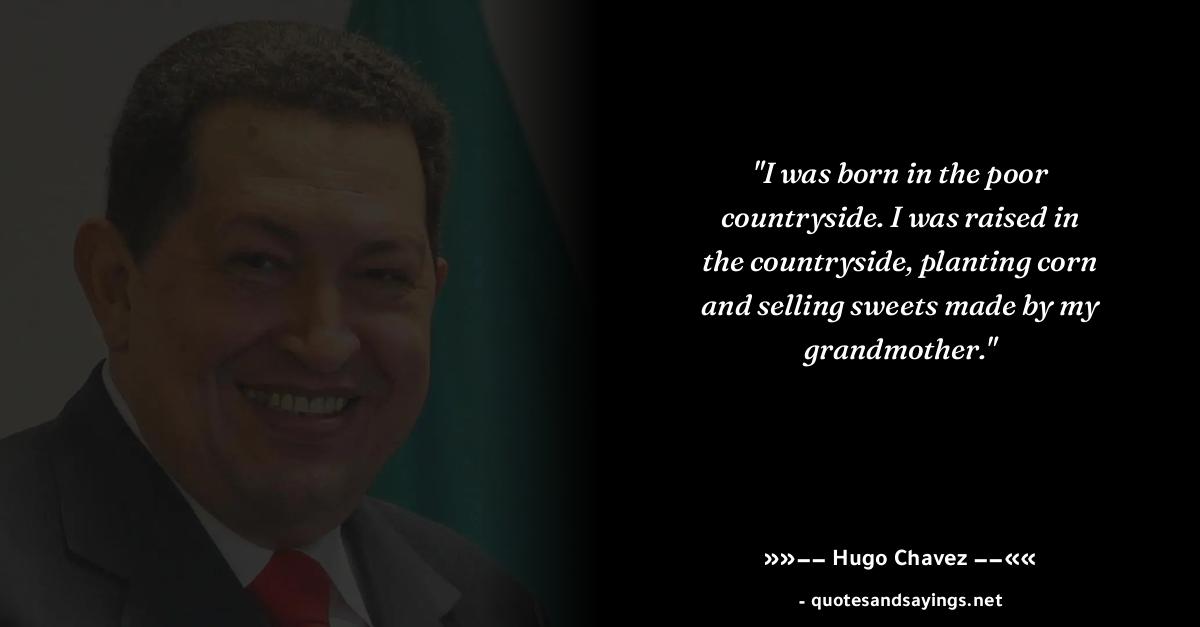 "I was born in the poor
countryside. I was raised in
the countryside, planting corn
and selling sweets made by my
grandmother."
»»–– Hugo Chavez ––««
- quotesandsayings.net